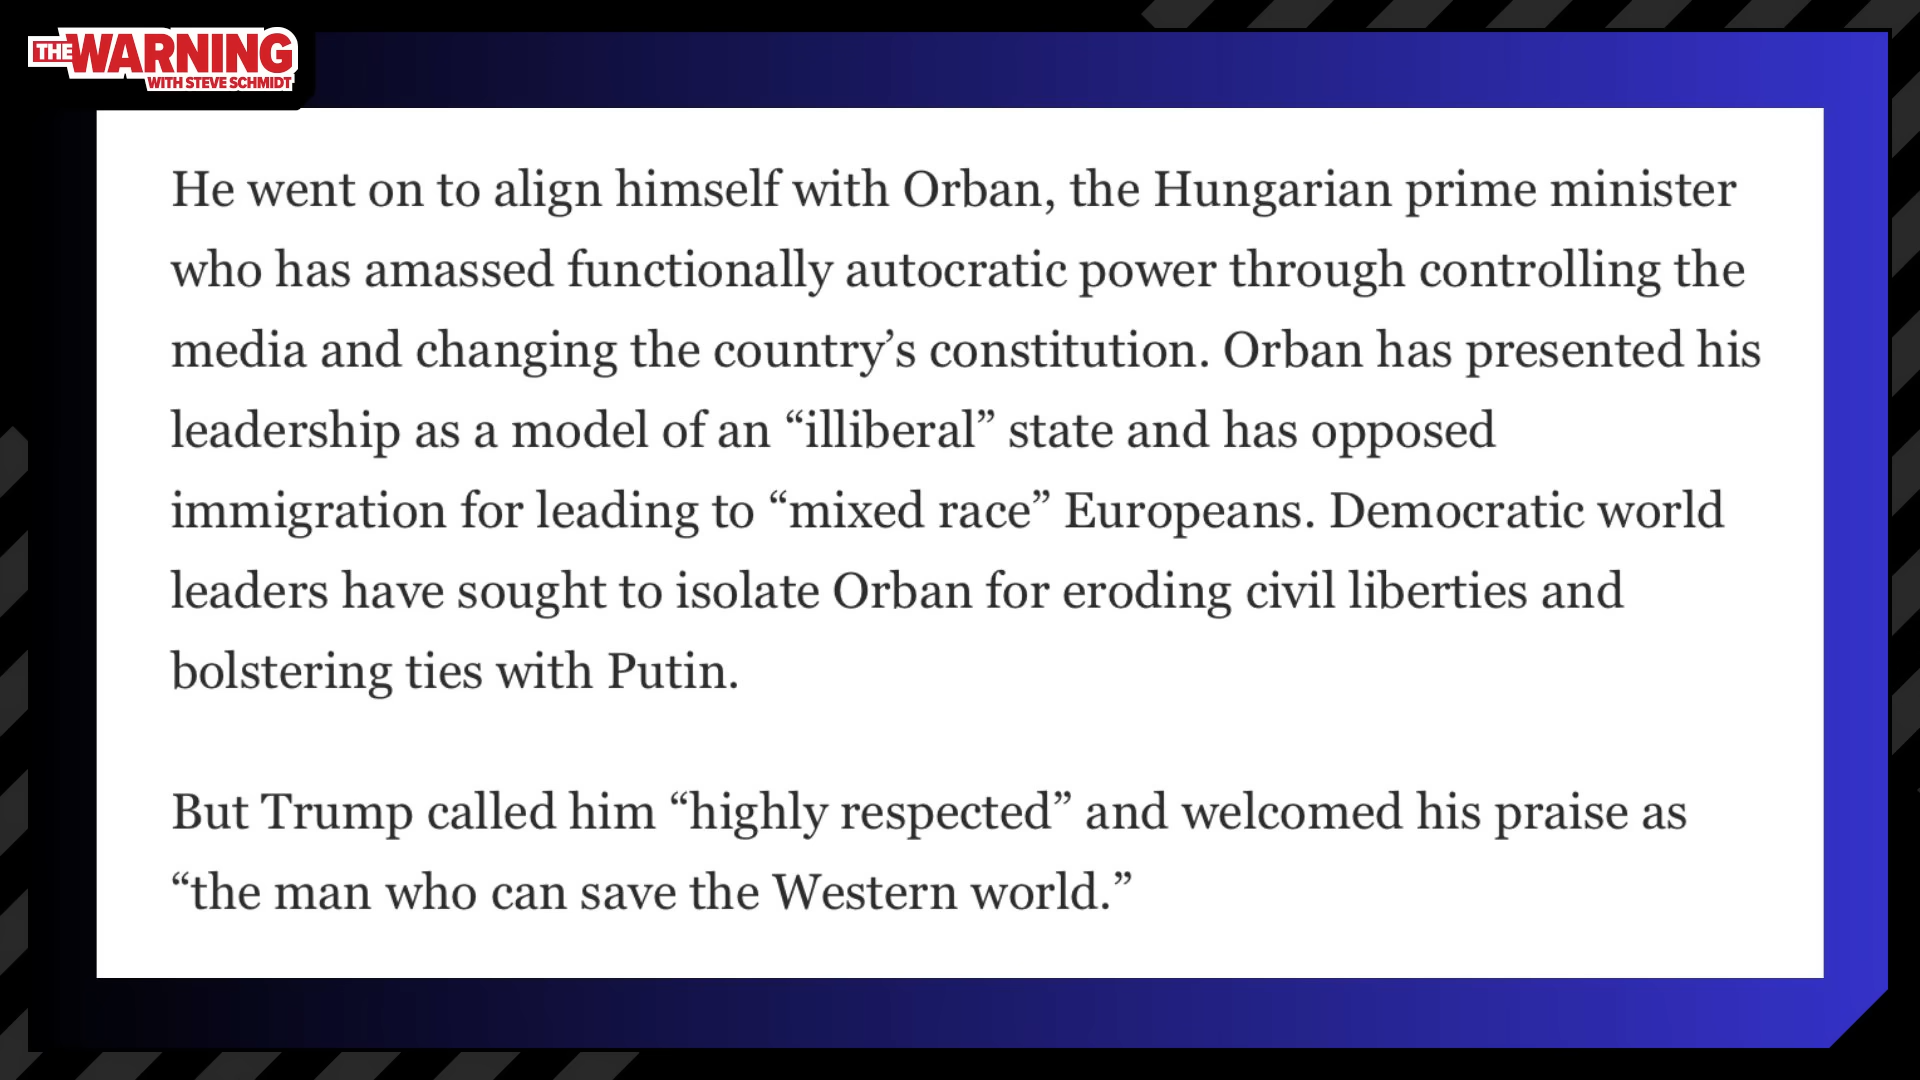 THE WARNING
WITH STEVE SCHMIDT
He went on to align himself with Orban, the Hungarian prime minister
who has amassed functionally autocratic power through controlling the
media and changing the country’s constitution. Orban has presented his
leadership as a model of an “illiberal” state and has opposed
immigration for leading to “mixed race” Europeans. Democratic world
leaders have sought to isolate Orban for eroding civil liberties and
bolstering ties with Putin.
But Trump called him “highly respected” and welcomed his praise as
“the man who can save the Western world.”